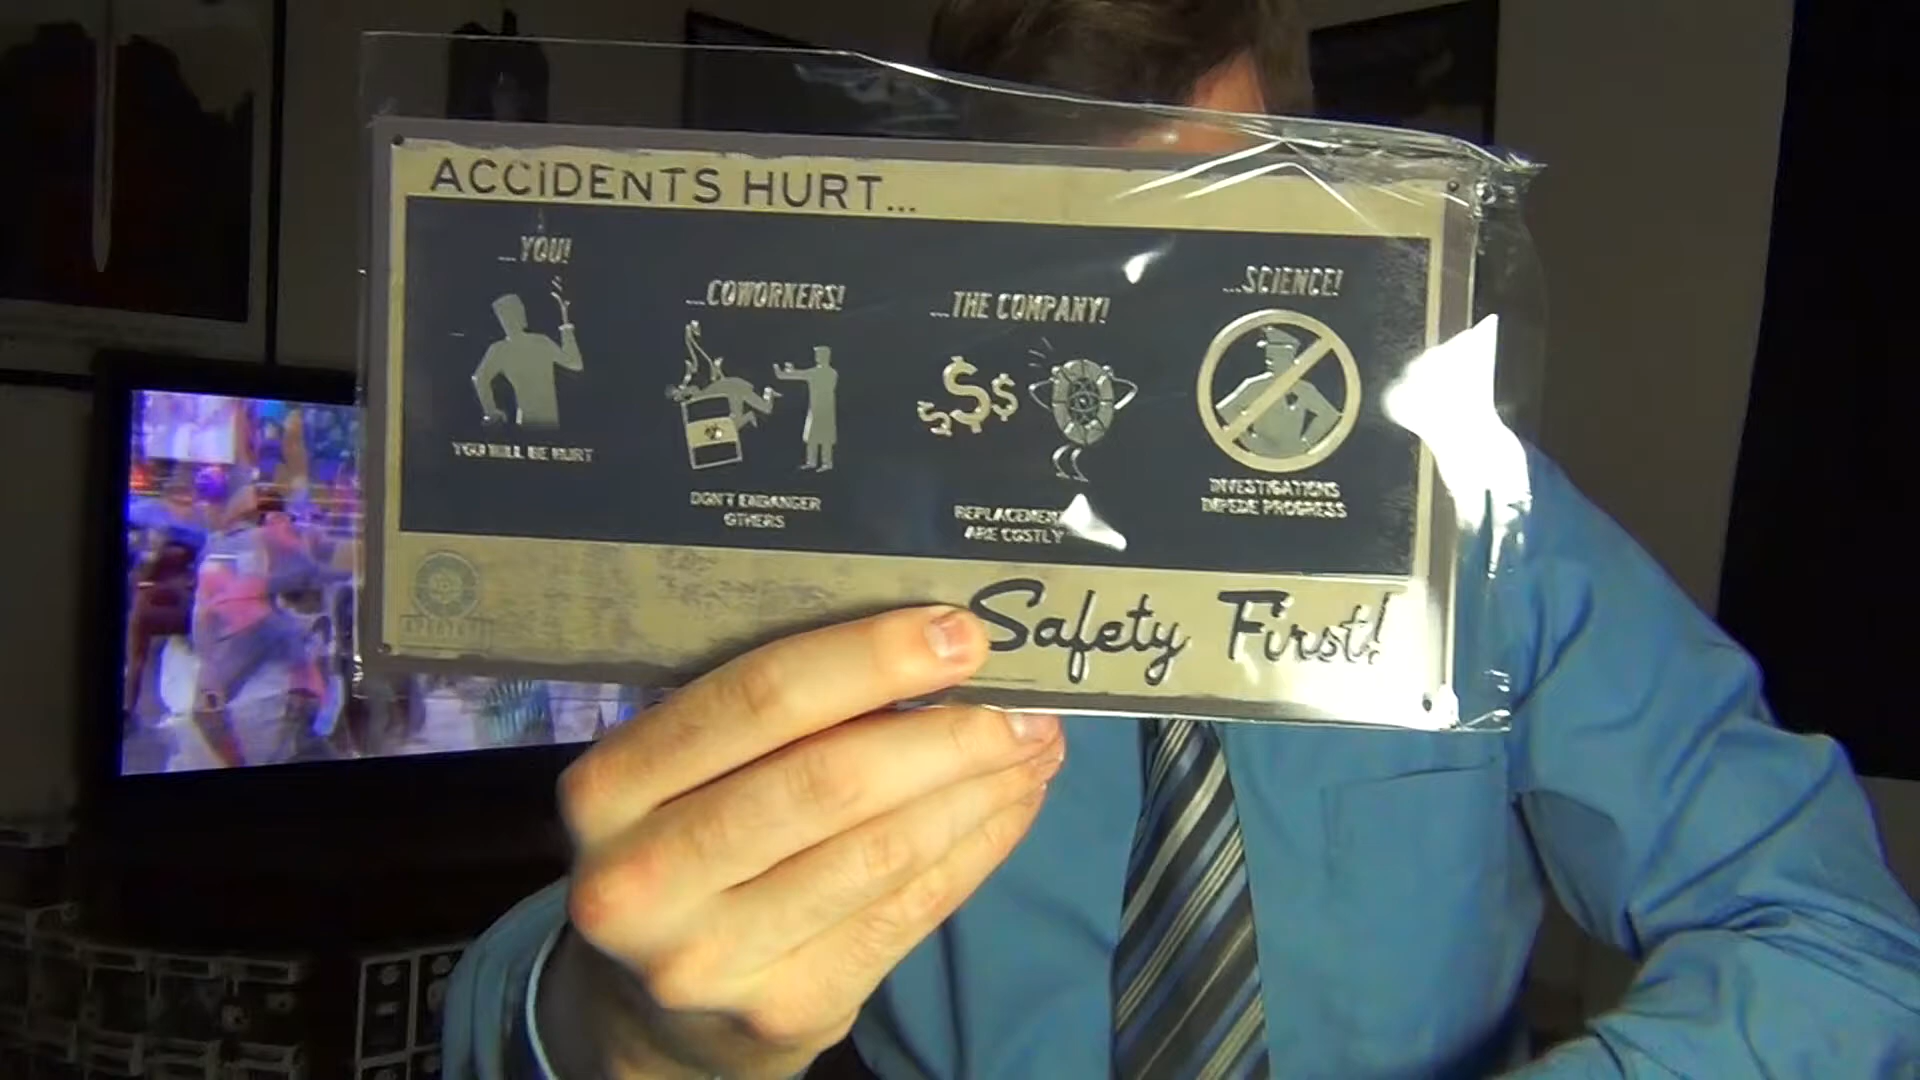 ACCIDENTS HURT...
...YOU!
...COWORKERS!
...THE COMPANY!
...SCIENCE!
YOU WILL BE HURT
DON'T ENDANGER
OTHERS
ARE COSTLY
INVESTIGATIONS
IMPEDE PROGRESS
Safety First!